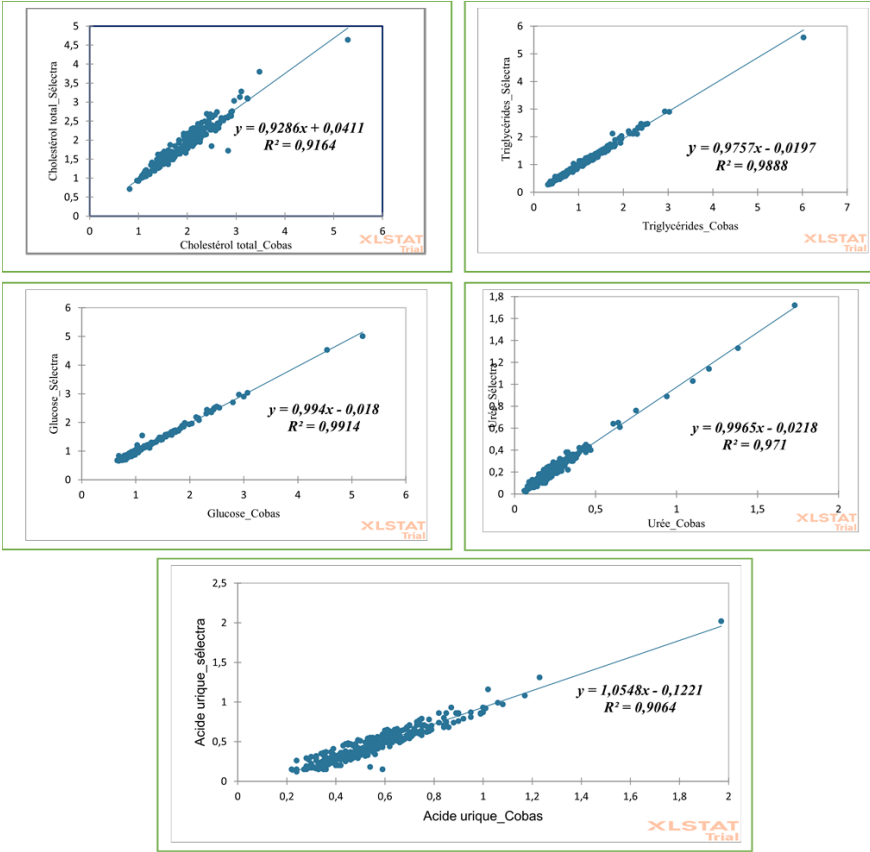 5
4,5
4
3,5
3
2,5
2
1,5
1
0,5
0
Cholestérol total_Sélectra
y = 0,9286x + 0,0411
R² = 0,9164
0 1 2 3 4 5 6
Cholestérol total_Cobas
XLSTAT
Trial
6
5
4
3
2
1
0
Triglycérides_Sélectra
y = 0,9757x - 0,0197
R² = 0,9888
0 1 2 3 4 5 6 7
Triglycérides_Cobas
XLSTAT
Trial
6
5
4
3
2
1
0
Glucose_Sélectra
y = 0,994x - 0,018
R² = 0,9914
0 1 2 3 4 5 6
Glucose_Cobas
XLSTAT
Trial
1,8
1,6
1,4
1,2
1
0,8
0,6
0,4
0,2
0
Urée_Sélectra
y = 0,9965x - 0,0218
R² = 0,971
0 0,5 1 1,5 2
Urée_Cobas
XLSTAT
Trial
2,5
2
1,5
1
0,5
0
Acide urique_sélectra
y = 1,0548x - 0,1221
R² = 0,9064
0 0,2 0,4 0,6 0,8 1 1,2 1,4 1,6 1,8 2
Acide urique_Cobas
XLSTAT
Trial